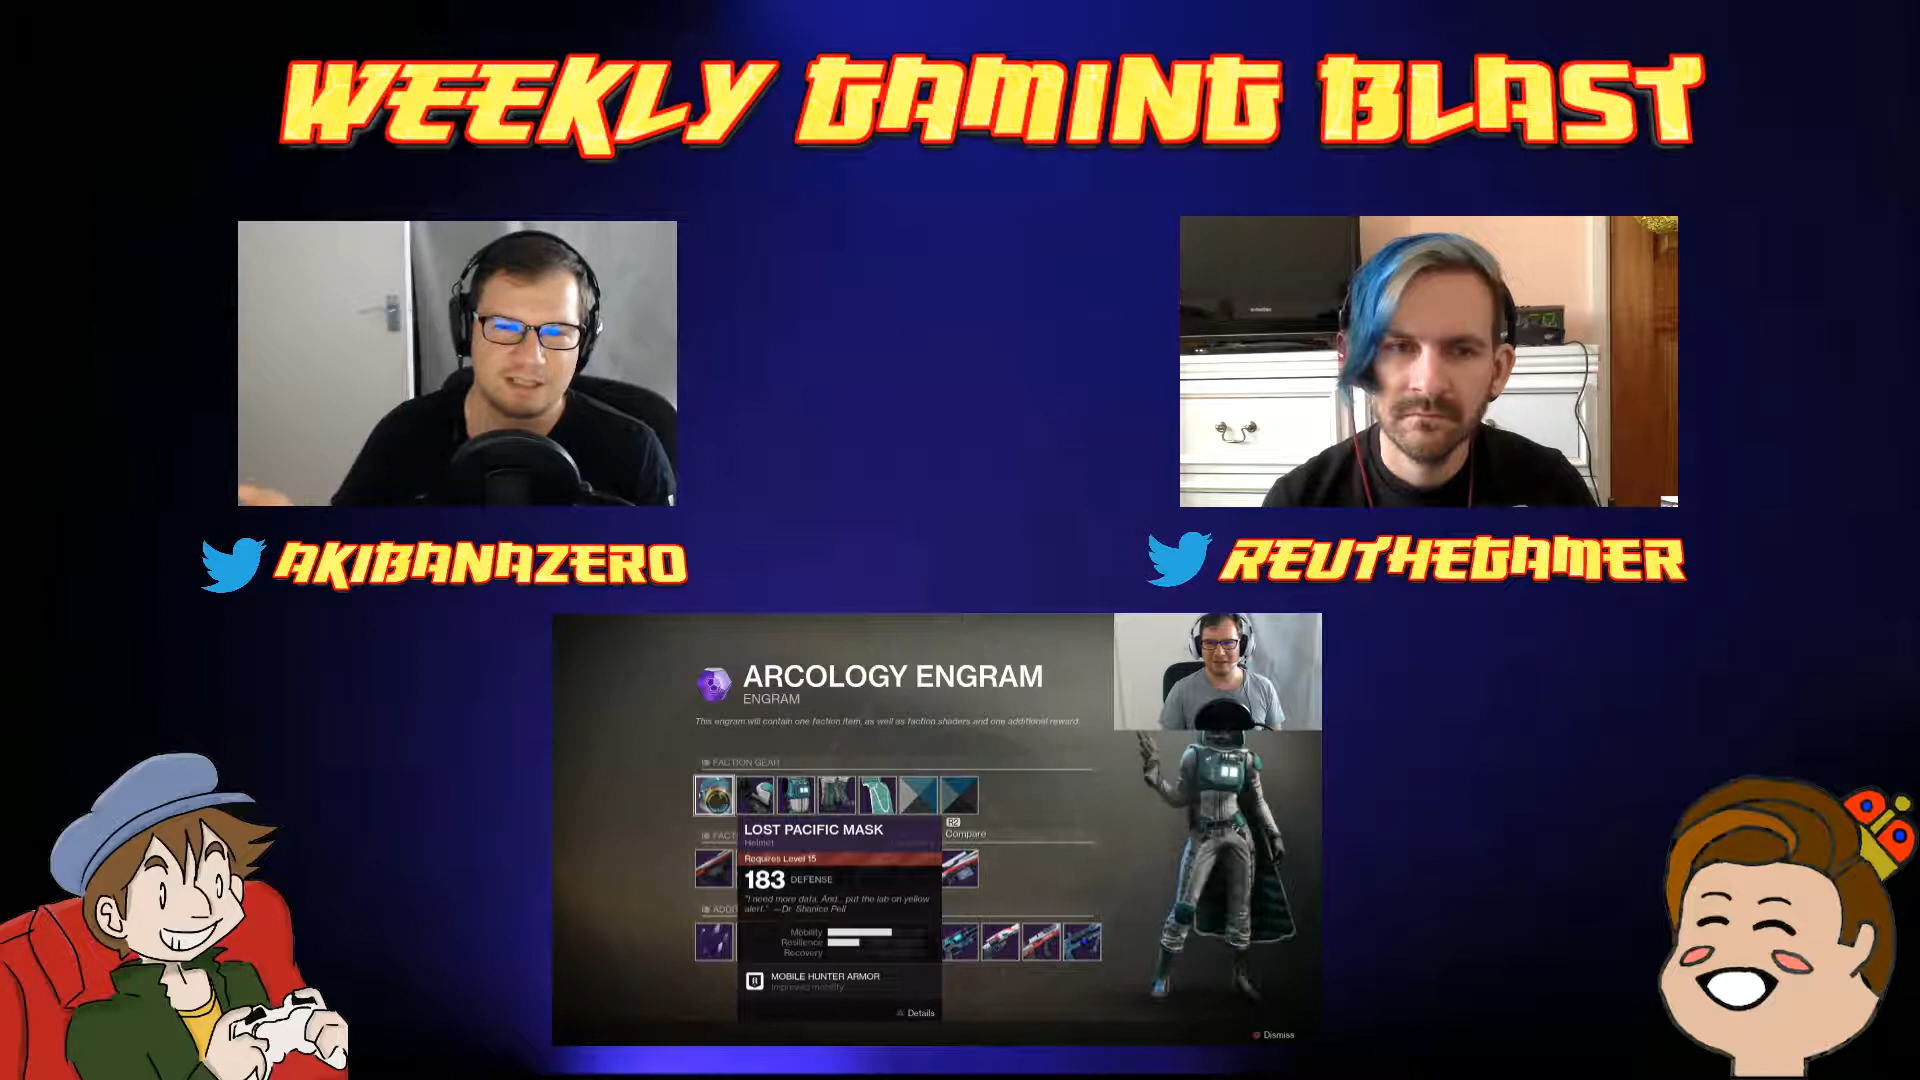 WEEKLY GAMING BLAST
AKIBANAZERO
REUTHEGAMER
ARCOLOGY ENGRAM
ENGRAM
This engram will contain one faction item, as well as faction shaders and one additional reward.
FACTION GEAR
LOST PACIFIC MASK
Helmet
R2
Compare
FACT
Requires Level 15
183 DEFENSE
"I need more data. And... put the lab on yellow
alert." —Dr. Shanice Pell
ADDI
Mobility
Resilience
Recovery
MOBILE HUNTER ARMOR
Improved mobility
Details
Dismiss